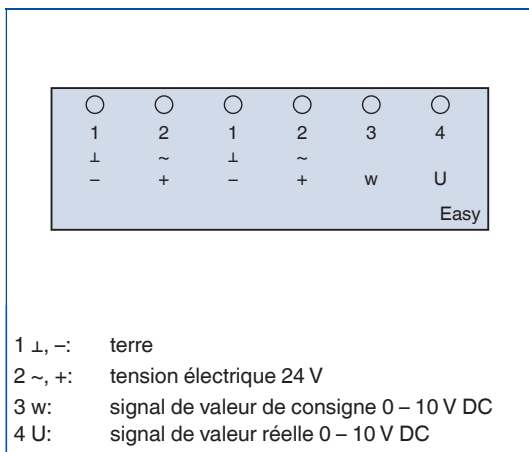 1 2 1 2 3 4
⊥ ~ ⊥ ~
– + – + w U
Easy
1 ⊥, –: terre
2 ~, +: tension électrique 24 V
3 w: signal de valeur de consigne 0 – 10 V DC
4 U: signal de valeur réelle 0 – 10 V DC